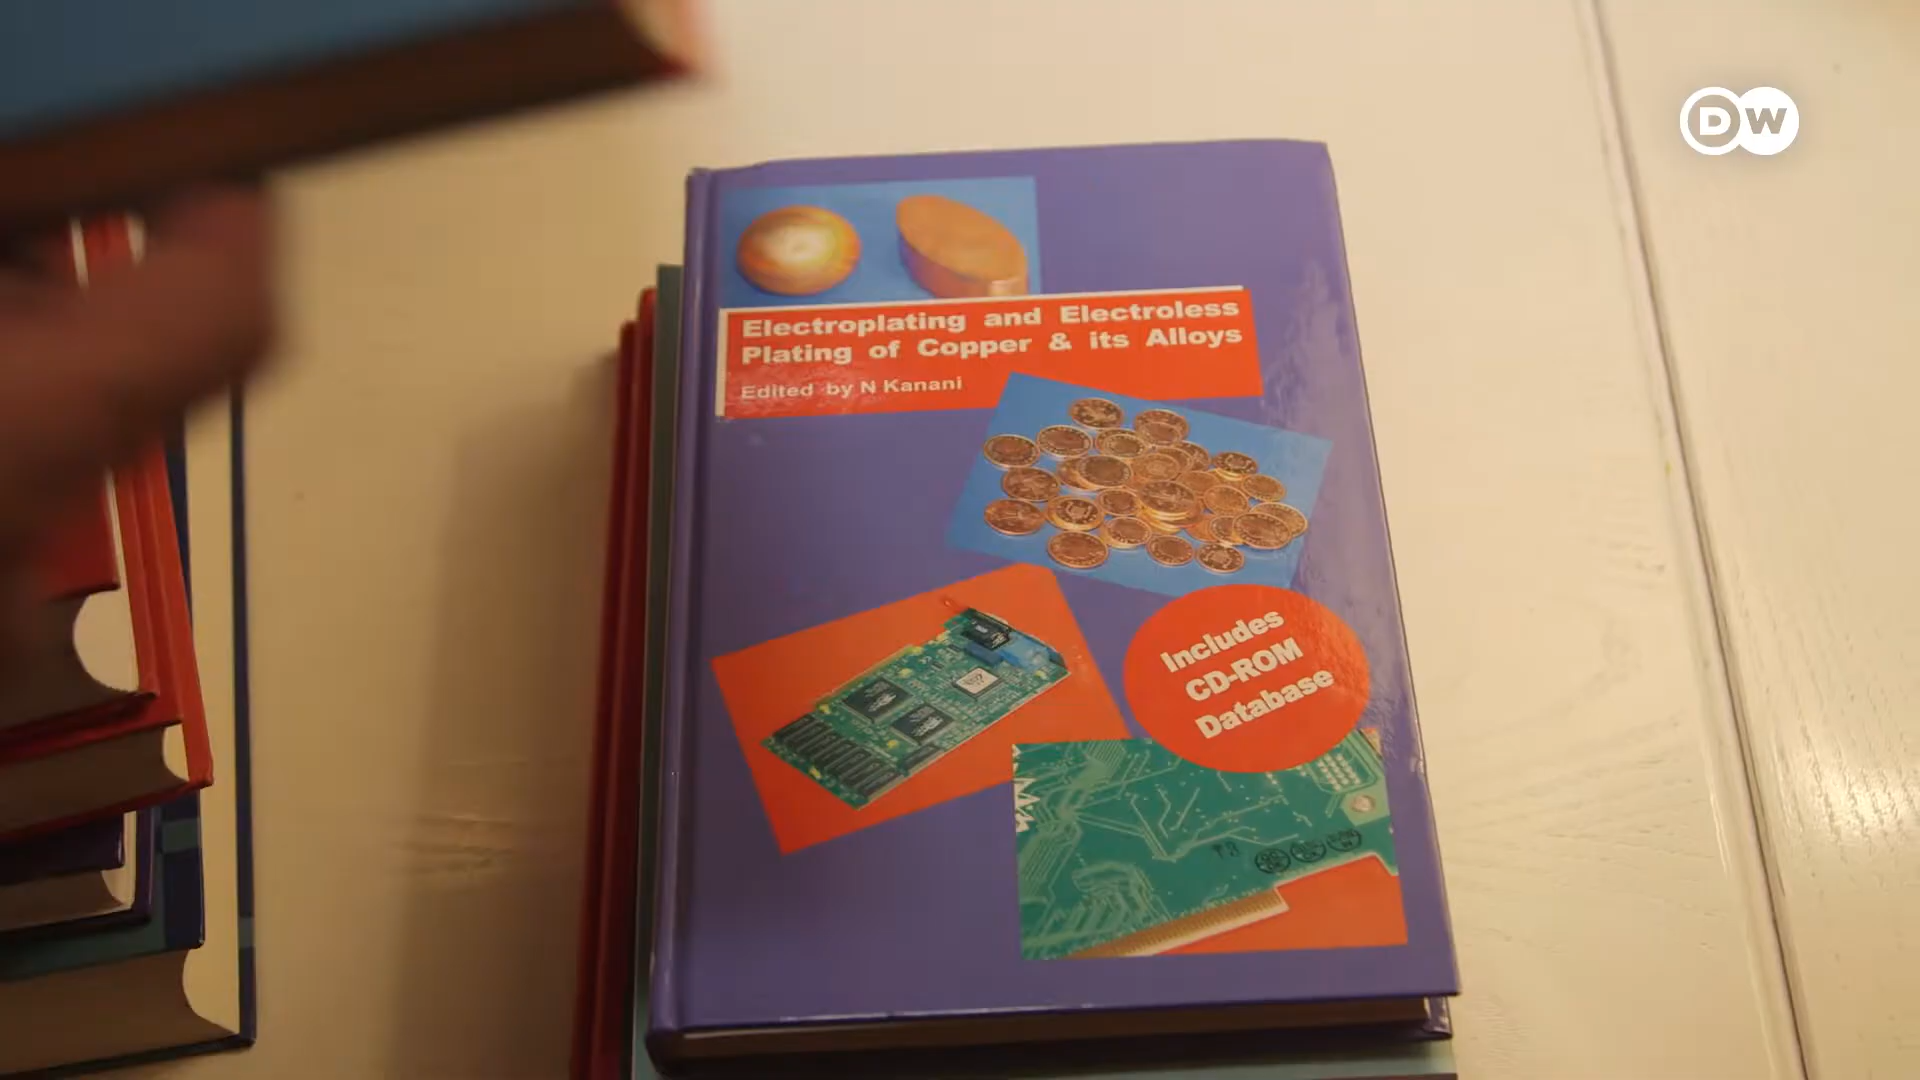 DW
Electroplating and Electroless
Plating of Copper & its Alloys
Edited by N Kanani
Includes
CD-ROM
Database